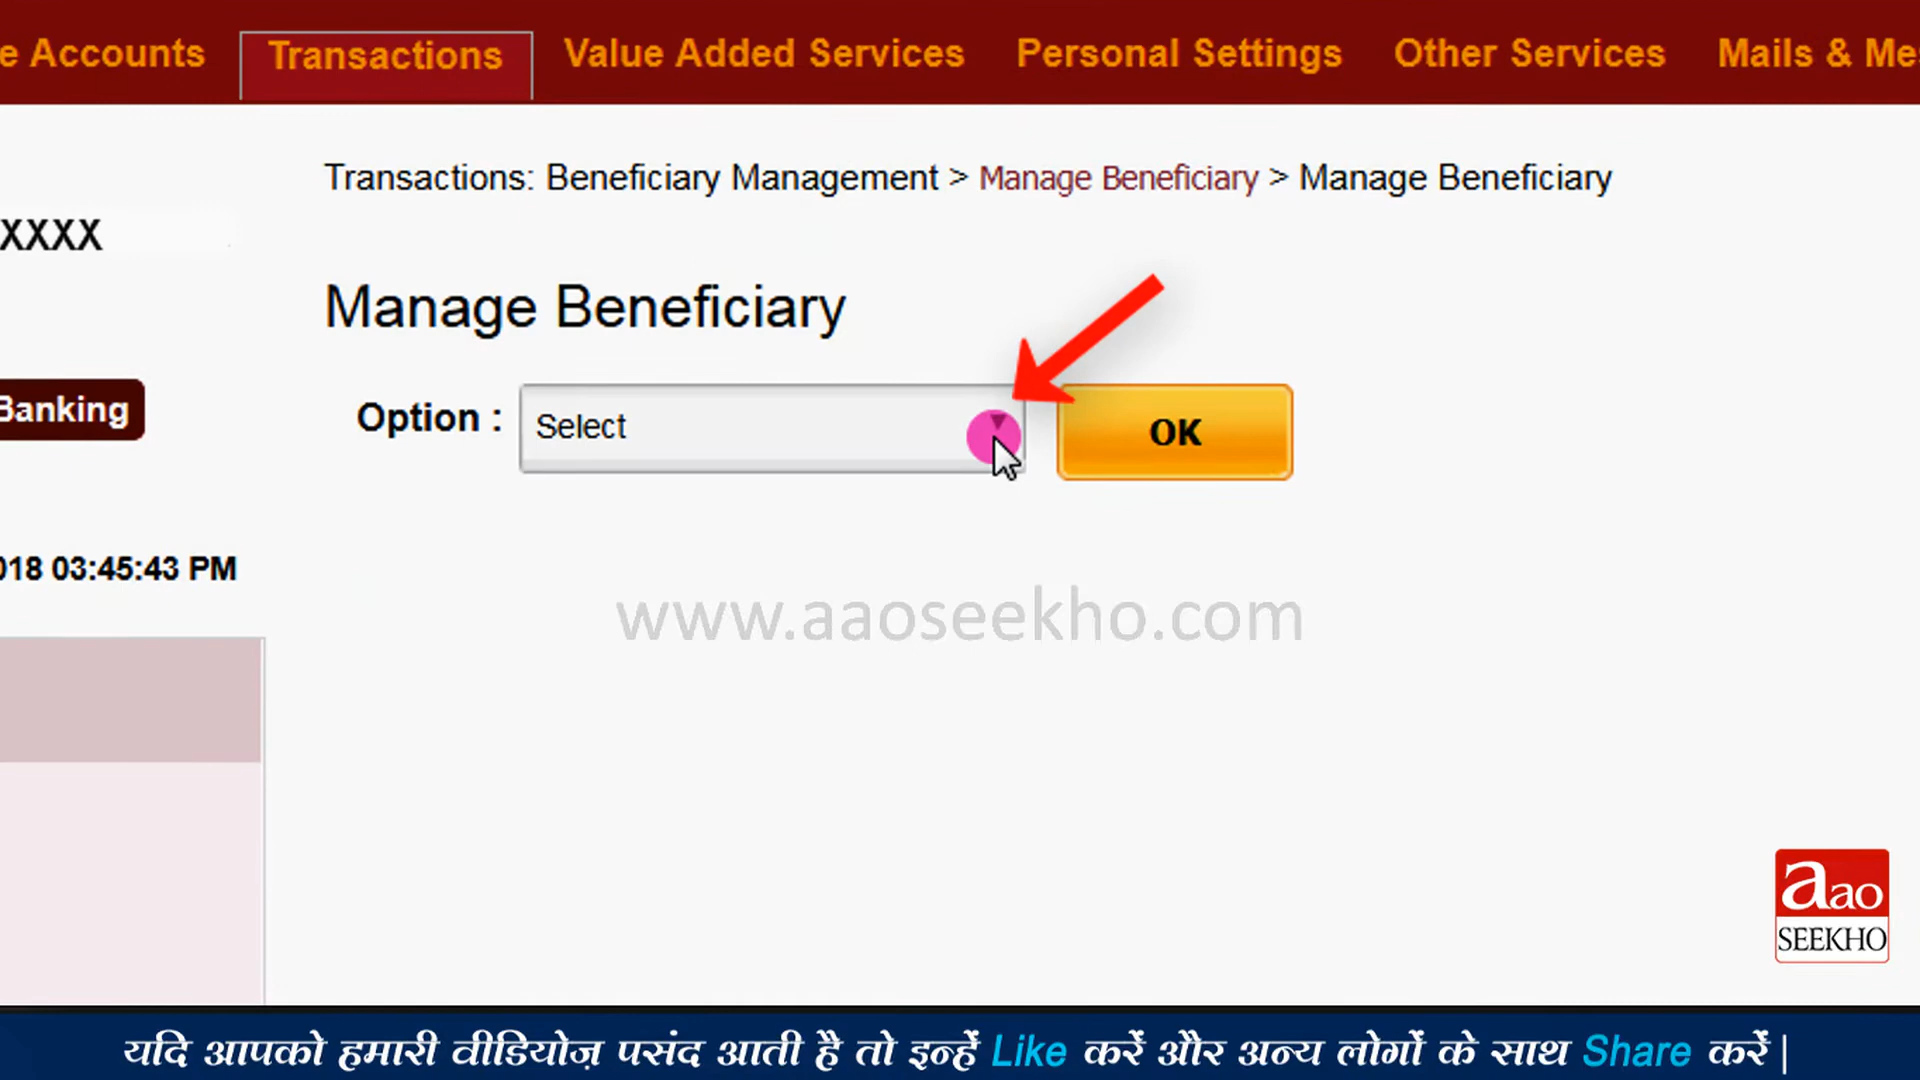 e Accounts Transactions Value Added Services Personal Settings Other Services Mails & Me
Transactions: Beneficiary Management > Manage Beneficiary > Manage Beneficiary
XXXX
Manage Beneficiary
Banking
Option : Select OK
018 03:45:43 PM
www.aaoseekho.com
aao
SEEKHO
यदि आपको हमारी वीडियोज़ पसंद आती है तो इन्हें Like करें और अन्य लोगों के साथ Share करें |